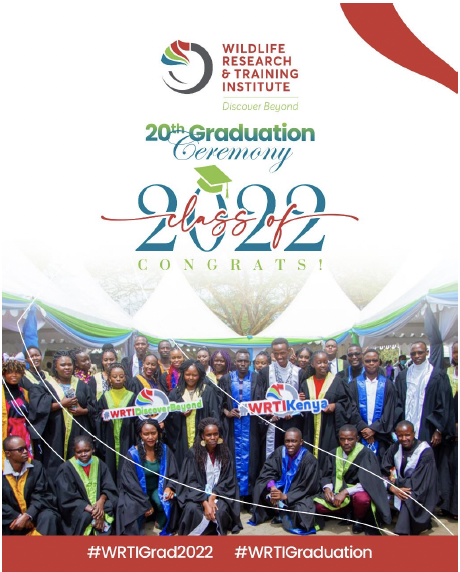 WILDLIFE
RESEARCH
& TRAINING
INSTITUTE
Discover Beyond
20th Graduation
Ceremony
class of
2022
CONGRATS!
#WRTIDiscoverBeyond
#WRTIKenya
#WRTIGrad2022 #WRTIGraduation